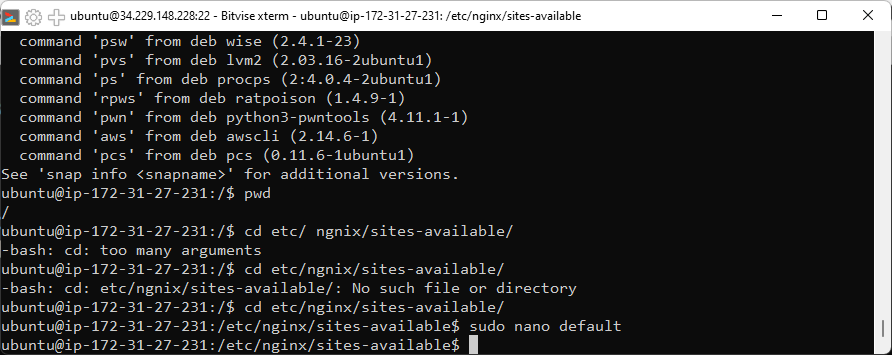 ubuntu@34.229.148.228:22 - Bitvise xterm - ubuntu@ip-172-31-27-231: /etc/nginx/sites-available
command 'psw' from deb wise (2.4.1-23)
command 'pvs' from deb lvm2 (2.03.16-2ubuntu1)
command 'ps' from deb procps (2:4.0.4-2ubuntu1)
command 'rpws' from deb ratpoison (1.4.9-1)
command 'pwn' from deb python3-pwntools (4.11.1-1)
command 'aws' from deb awscli (2.14.6-1)
command 'pcs' from deb pcs (0.11.6-1ubuntu1)
See 'snap info <snapname>' for additional versions.
ubuntu@ip-172-31-27-231:/$ pwd
/
ubuntu@ip-172-31-27-231:/$ cd etc/ ngnix/sites-available/
-bash: cd: too many arguments
ubuntu@ip-172-31-27-231:/$ cd etc/ngnix/sites-available/
-bash: cd: etc/ngnix/sites-available/: No such file or directory
ubuntu@ip-172-31-27-231:/$ cd etc/nginx/sites-available/
ubuntu@ip-172-31-27-231:/etc/nginx/sites-available$ sudo nano default
ubuntu@ip-172-31-27-231:/etc/nginx/sites-available$